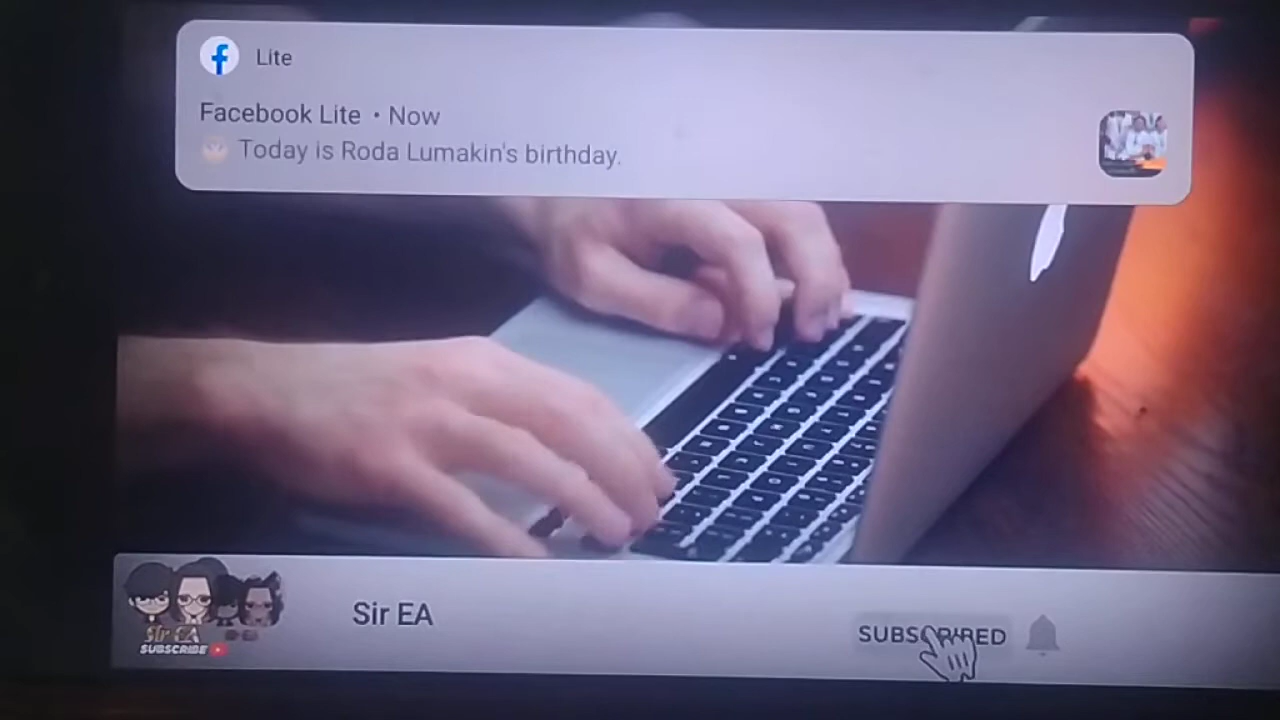 Lite
Facebook Lite • Now
Today is Roda Lumakin's birthday.
Sir EA
SUBSCRIBED
Sir EA
SUBSCRIBE